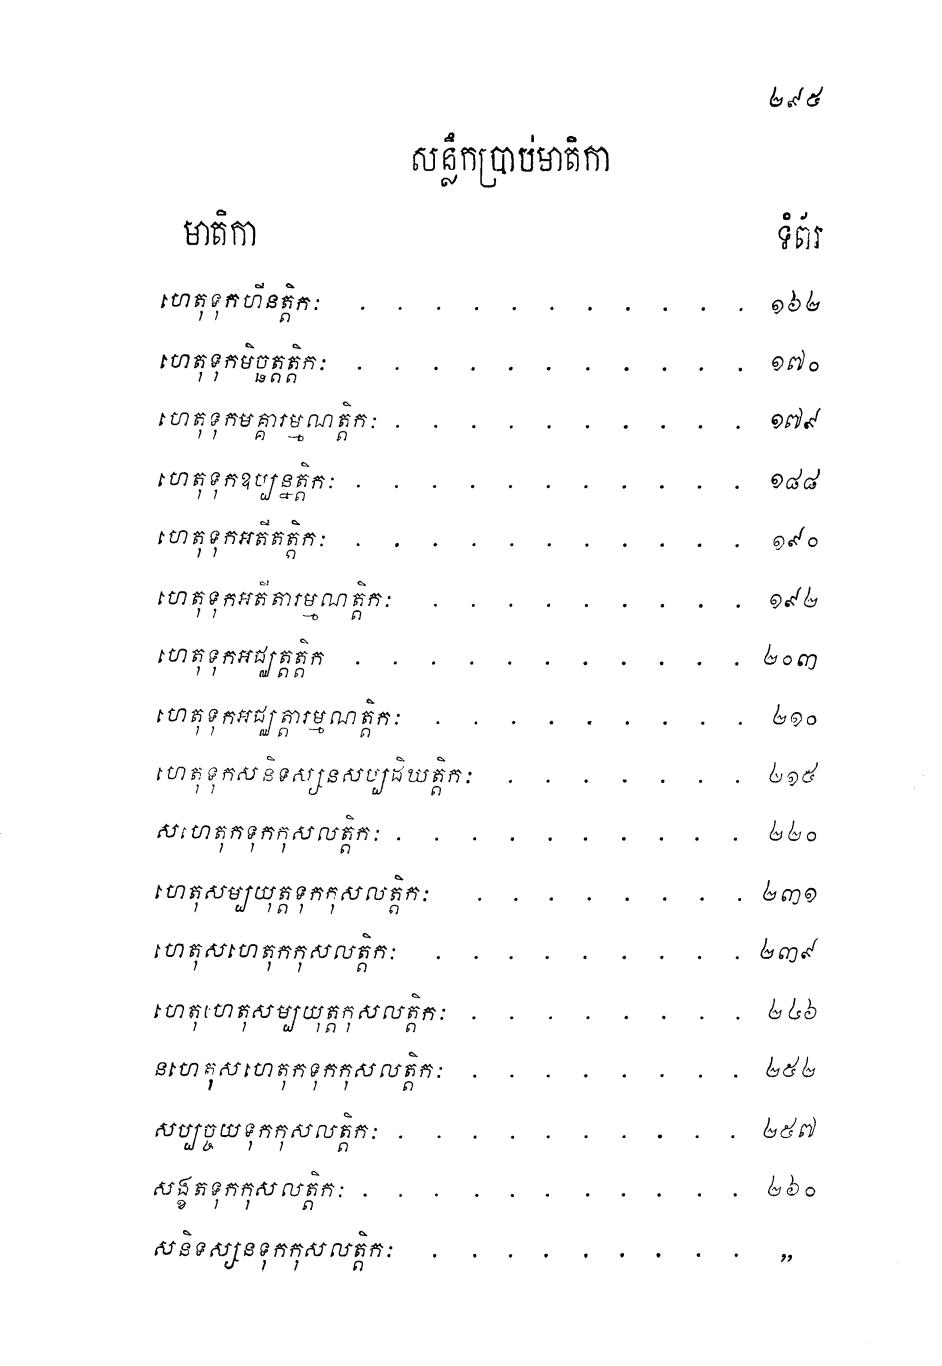 ២៩៥
សន្លឹកប្រាប់មាតិកា
មាតិកា ទំព័រ
ហេតុទុកហីនត្តិកៈ . . . . . . . . . . . ១៦២
ហេតុទុកមិច្ឆត្តត្តិកៈ . . . . . . . . . . . ១៧០
ហេតុទុកមគ្គារម្មណត្តិកៈ . . . . . . . . . . ១៧៩
ហេតុទុកឧប្បន្នត្តិកៈ . . . . . . . . . . . ១៨៨
ហេតុទុកអតីតត្តិកៈ . . . . . . . . . . . ១៩០
ហេតុទុកអតីតារម្មណត្តិកៈ . . . . . . . . . ១៩២
ហេតុទុកអជ្ឈត្តត្តិក . . . . . . . . . . . ២០៣
ហេតុទុកអជ្ឈត្តារម្មណត្តិកៈ . . . . . . . . . ២១០
ហេតុទុកសនិទស្សនសប្បដិឃត្តិកៈ . . . . . . . ២១៥
សហេតុកទុកកុសលត្តិកៈ . . . . . . . . . . ២២០
ហេតុសម្បយុត្តទុកកុសលត្តិកៈ . . . . . . . . ២៣១
ហេតុសហេតុកកុសលត្តិកៈ . . . . . . . . . ២៣៩
ហេតុហេតុសម្បយុត្តកុសលត្តិកៈ . . . . . . . . ២៤៦
នហេតុសហេតុកទុកកុសលត្តិកៈ . . . . . . . . ២៥២
សប្បច្ចយទុកកុសលត្តិកៈ . . . . . . . . . . ២៥៧
សង្ខតទុកកុសលត្តិកៈ . . . . . . . . . . . ២៦០
សនិទស្សនទុកកុសលត្តិកៈ . . . . . . . . . ,,